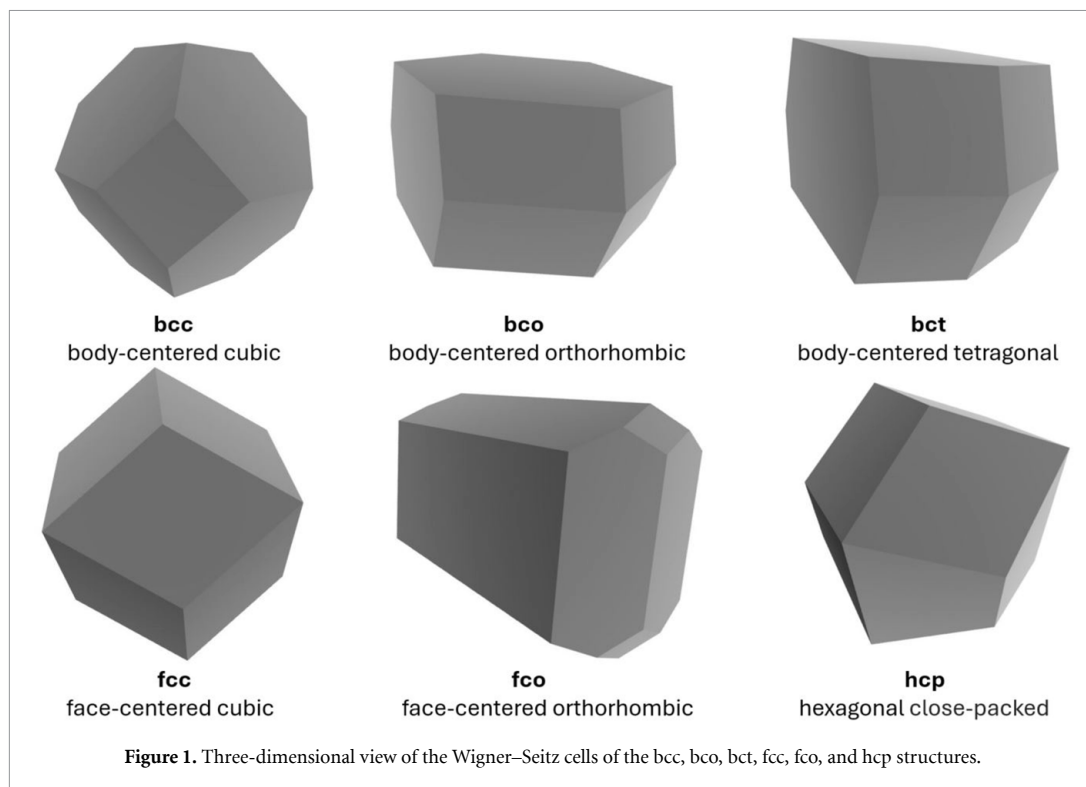 bcc bco bct
body-centered cubic body-centered orthorhombic body-centered tetragonal
fcc fco hcp
face-centered cubic face-centered orthorhombic hexagonal close-packed
Figure 1. Three-dimensional view of the Wigner–Seitz cells of the bcc, bco, bct, fcc, fco, and hcp structures.